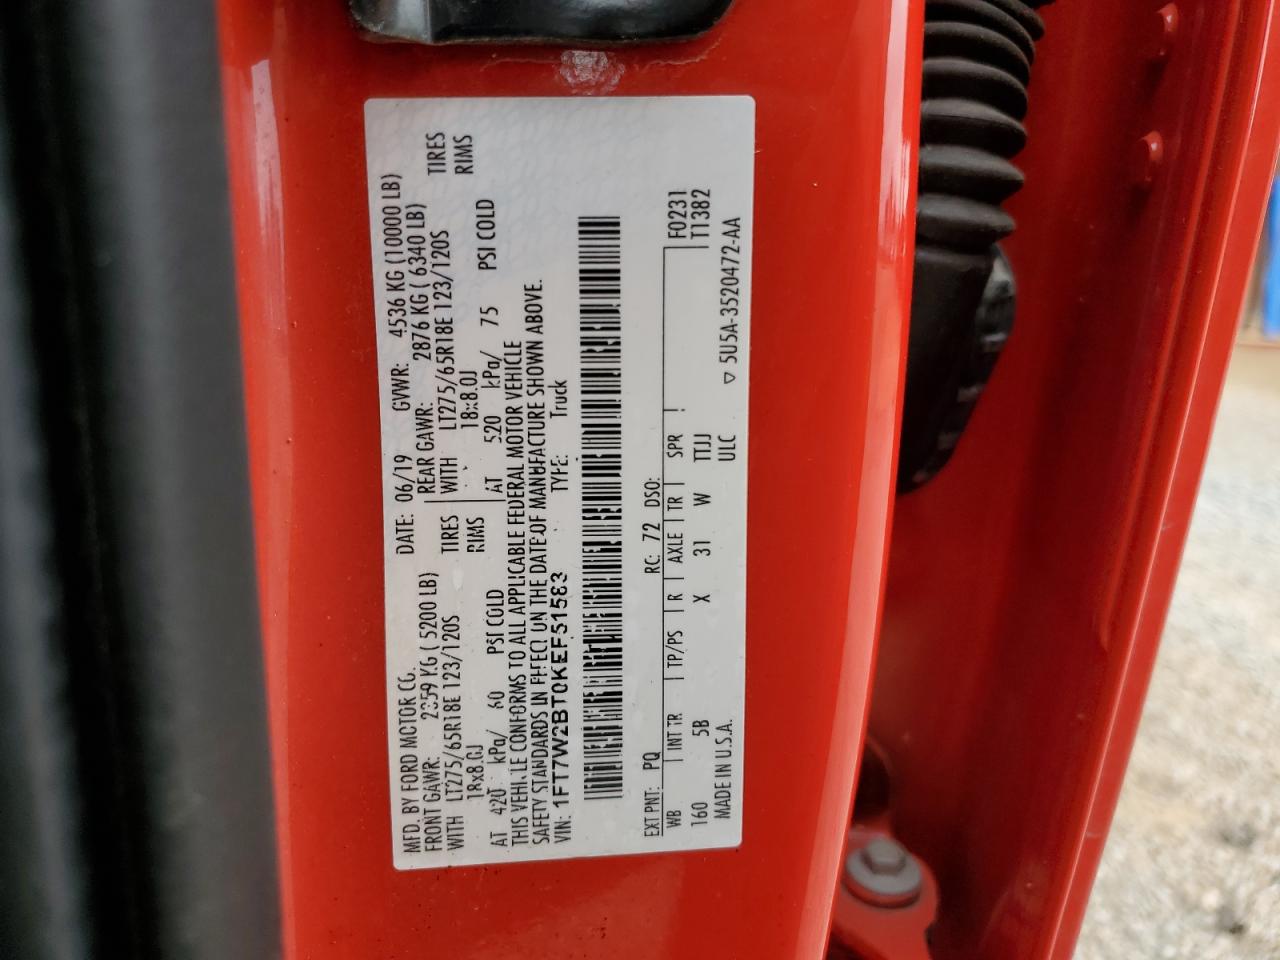 MFD. BY FORD MOTOR CO.
DATE: 06/19 GVWR: 4536 KG (10000 LB)
FRONT GAWR: 2359 KG ( 5200 LB)
REAR GAWR: 2876 KG ( 6340 LB)
WITH LT275/65R18E 123/120S TIRES
WITH LT275/65R18E 123/120S TIRES
18x8.0J RIMS
18x8.0J RIMS
AT 420 kPa/ 60 PSI COLD
AT 520 kPa/ 75 PSI COLD
THIS VEHICLE CONFORMS TO ALL APPLICABLE FEDERAL MOTOR VEHICLE
SAFETY STANDARDS IN EFFECT ON THE DATE OF MANUFACTURE SHOWN ABOVE.
VIN: 1FT7W2BT0KEF51583 TYPE: Truck
EXT PNT: PQ RC: 72 DSO:
WB INT TR TP/PS R AXLE TR SPR F0231
160 5B X 31 W TTJJ T1382
ULC
MADE IN U.S.A. ▽ 5U5A-3520472-AA